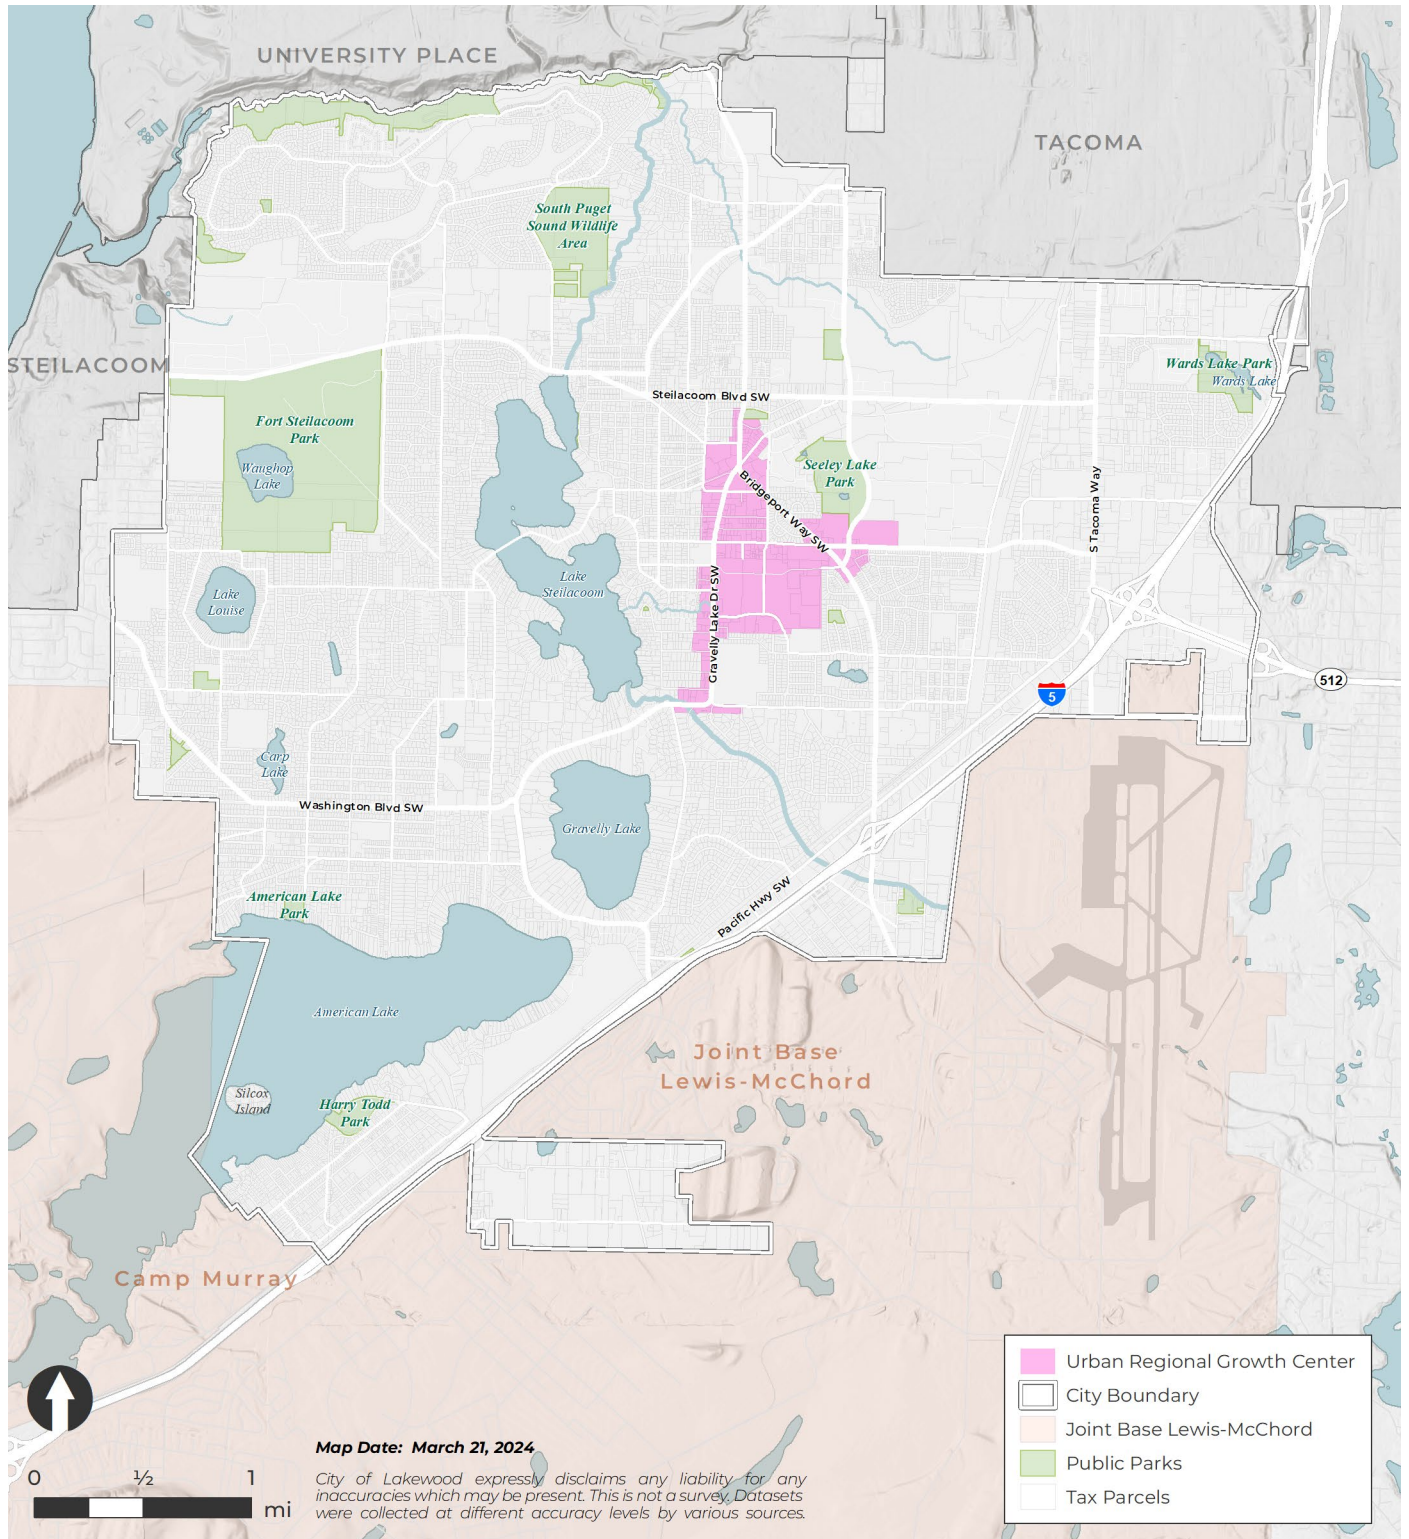 UNIVERSITY PLACE
TACOMA
South Puget
Sound Wildlife
Area
STEILACOOM
Wards Lake Park
Wards Lake
Steilacoom Blvd SW
Fort Steilacoom
Park
Waughop
Lake
Seeley Lake
Park
Bridgeport Way SW
S Tacoma Way
Lake
Steilacoom
Lake
Louise
Gravelly Lake Dr SW
512
5
Carp
Lake
Washington Blvd SW
Gravelly Lake
American Lake
Park
Pacific Hwy SW
American Lake
Joint Base
Lewis-McChord
Silcox
Island
Harry Todd
Park
Camp Murray
Urban Regional Growth Center
City Boundary
Joint Base Lewis-McChord
Public Parks
Tax Parcels
Map Date: March 21, 2024
City of Lakewood expressly disclaims any liability for any
inaccuracies which may be present. This is not a survey. Datasets
were collected at different accuracy levels by various sources.
0 ½ 1
mi